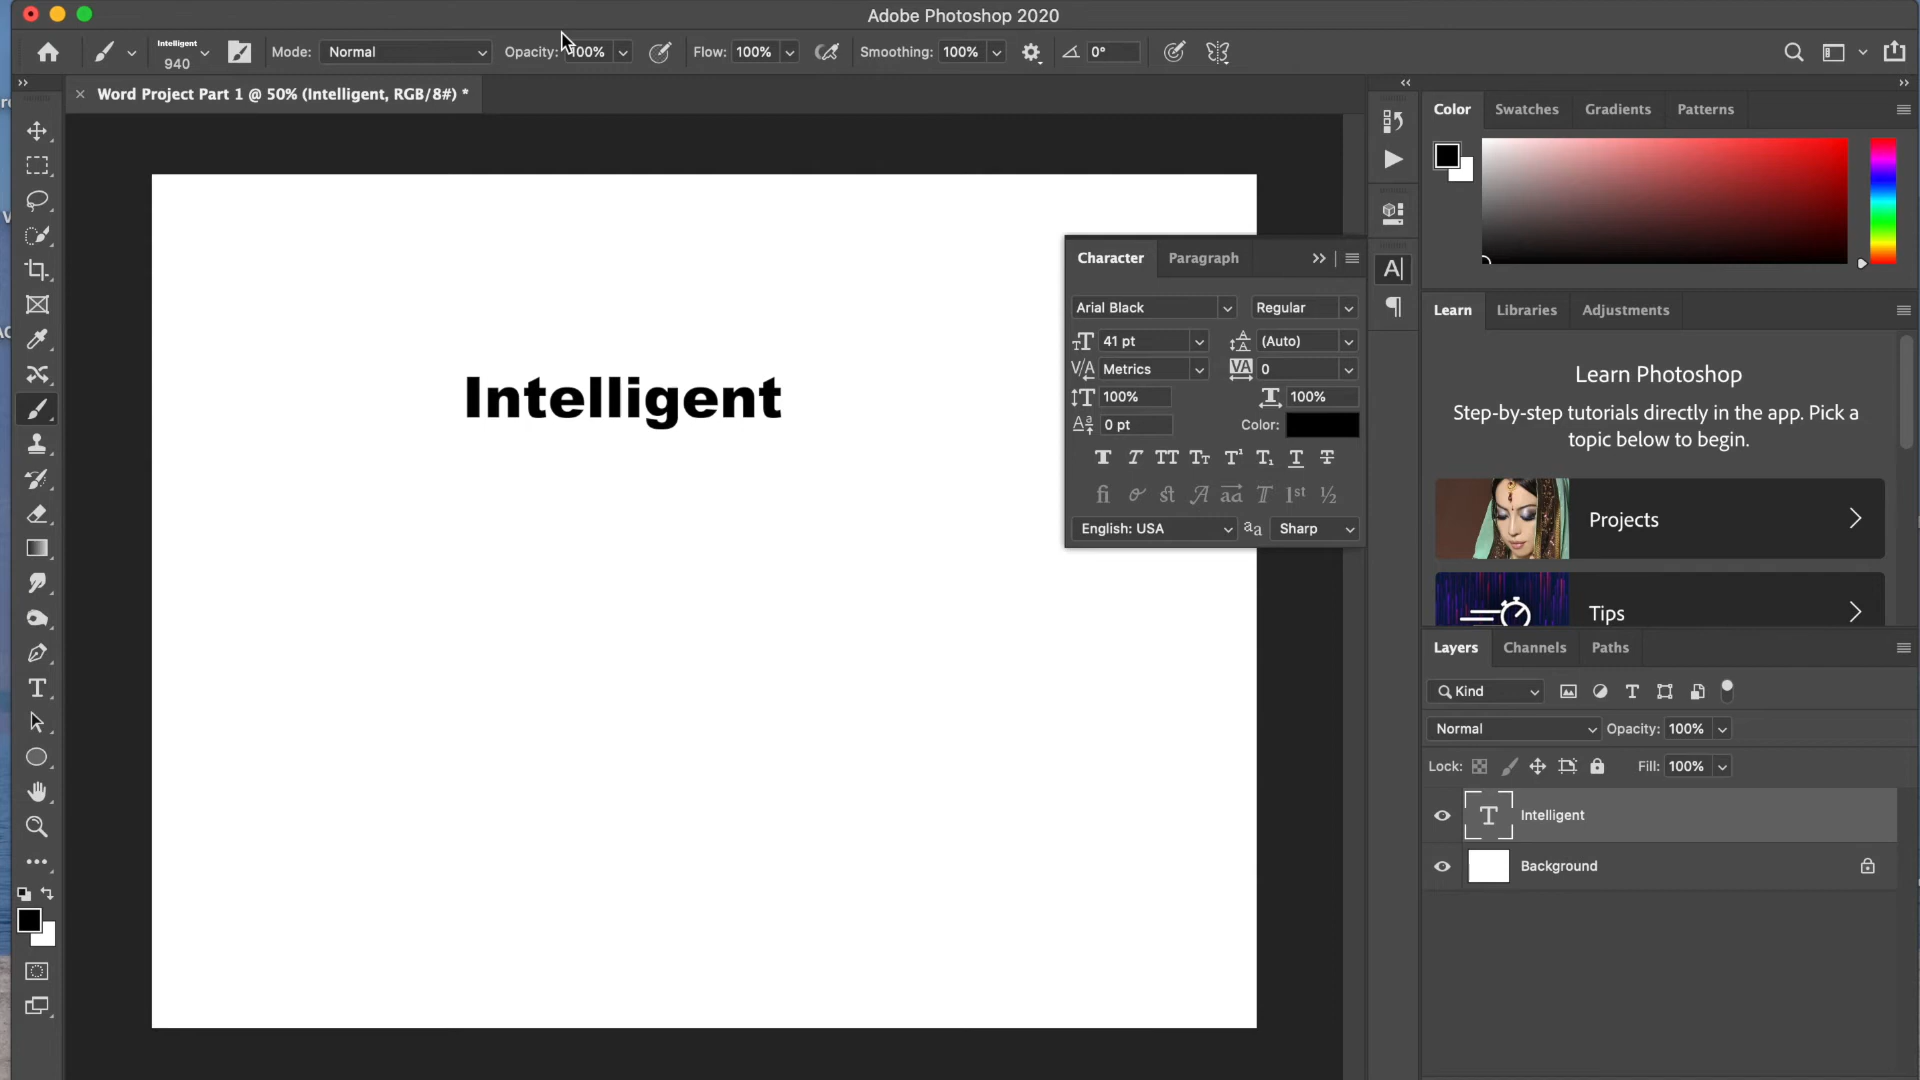 Adobe Photoshop 2020
Intelligent
940
Mode: Normal
Opacity: 100%
Flow: 100%
Smoothing: 100%
0°
Word Project Part 1 @ 50% (Intelligent, RGB/8#) *
Color Swatches Gradients Patterns
Intelligent
Character Paragraph
Arial Black Regular
41 pt (Auto)
Metrics 0
100% 100%
0 pt Color:
English: USA aa Sharp
Learn Libraries Adjustments
Learn Photoshop
Step-by-step tutorials directly in the app. Pick a
topic below to begin.
Projects
Tips
Layers Channels Paths
Kind
Normal Opacity: 100%
Lock: Fill: 100%
Intelligent
Background